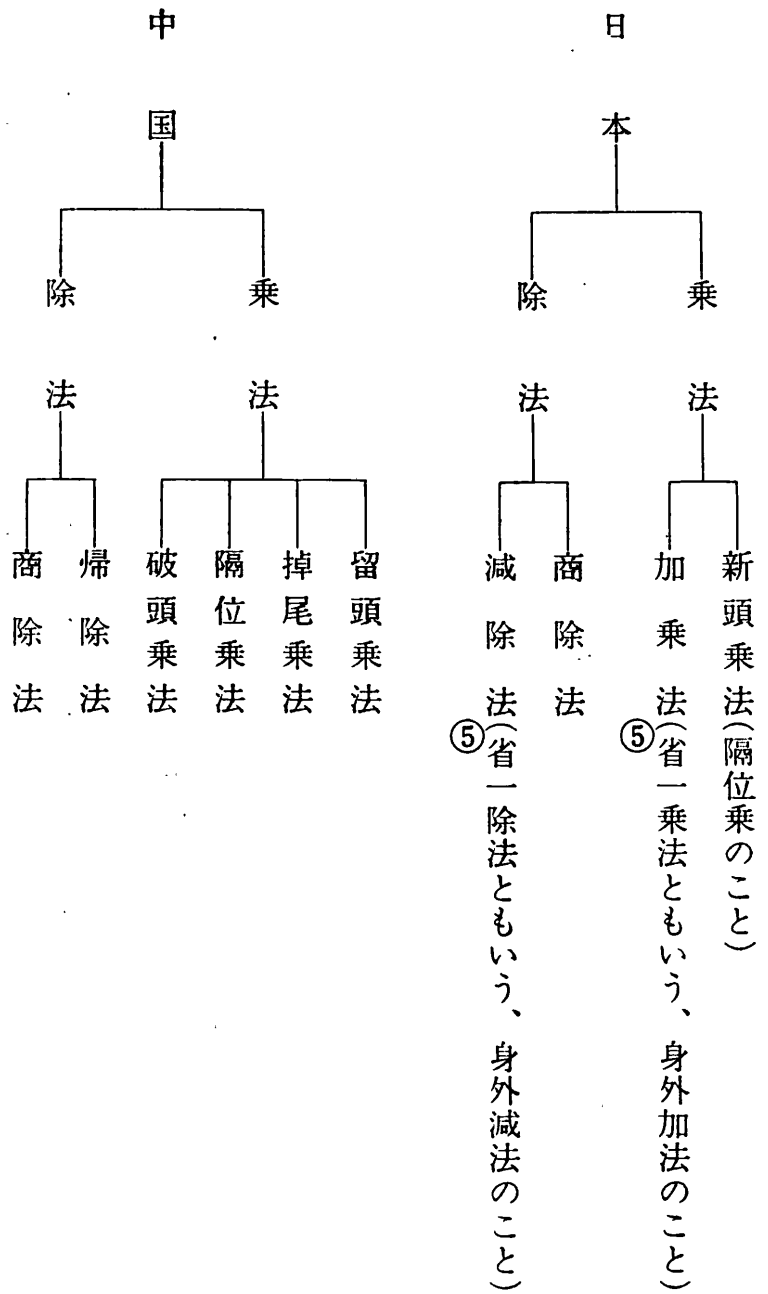 日本
乗法
新頭乗法(隔位乗のこと)
加乗法(省一乗法ともいう、身外加法のこと)
⑤
除法
商除法
減除法(省一除法ともいう、身外減法のこと)
⑤
中国
乗法
留頭乗法
掉尾乗法
隔位乗法
破頭乗法
除法
帰除法
商除法